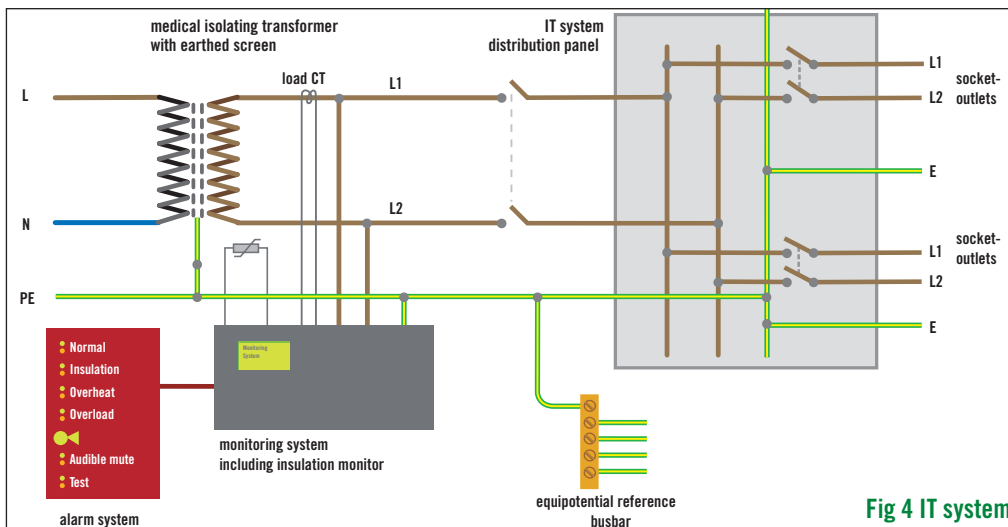 medical isolating transformer
with earthed screen
IT system
distribution panel
load CT
L
L1
L1
L2
socket-
outlets
E
N
L2
L1
L2
socket-
outlets
PE
E
Normal
Insulation
Overheat
Overload
Audible mute
Test
Monitoring
System
monitoring system
including insulation monitor
alarm system
equipotential reference
busbar
Fig 4 IT system